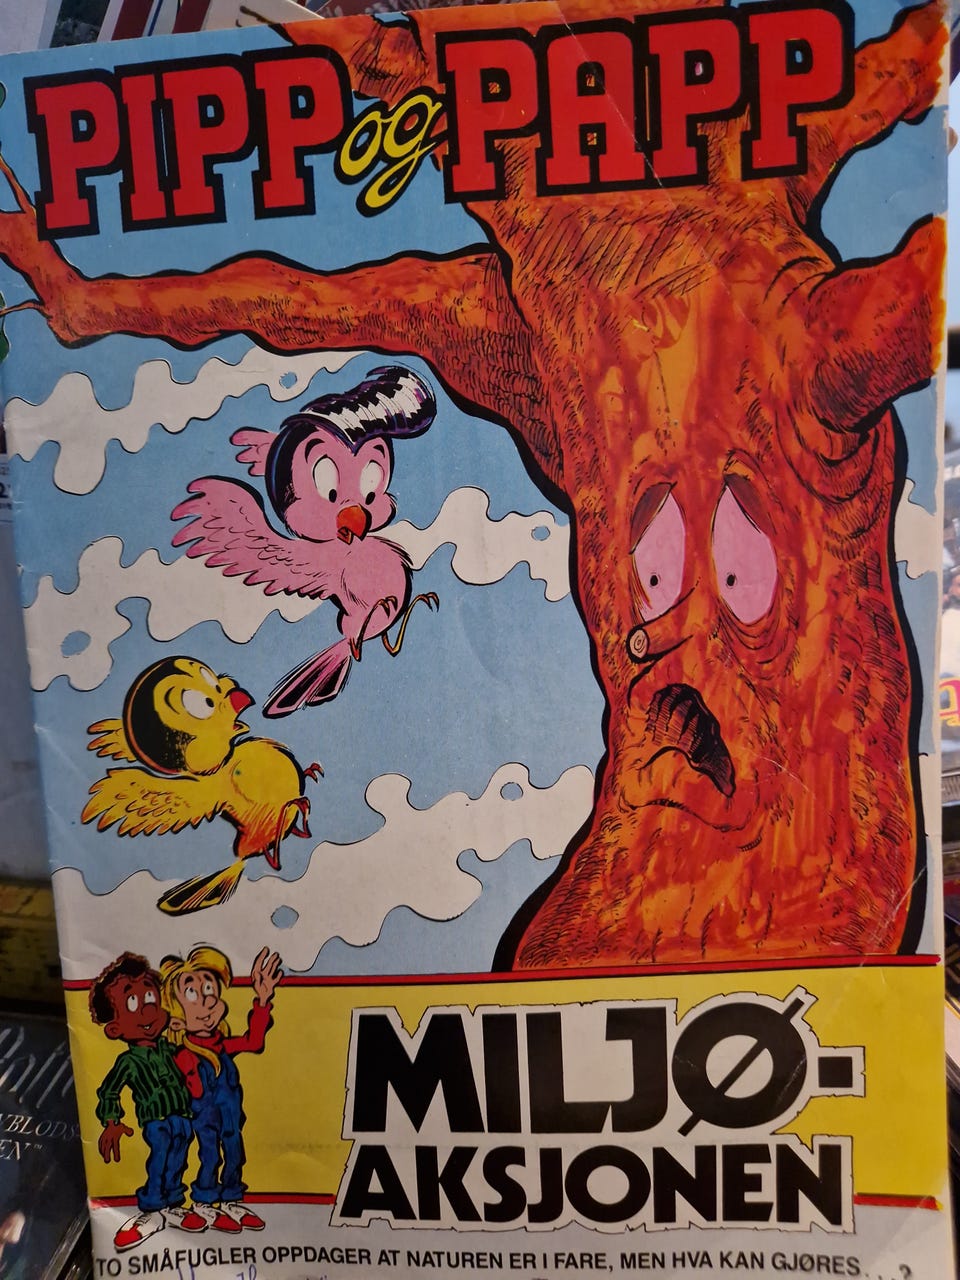 PIPP og PAPP
MILJØ-
AKSJONEN
TO SMÅFUGLER OPPDAGER AT NATUREN ER I FARE, MEN HVA KAN GJØRES...?